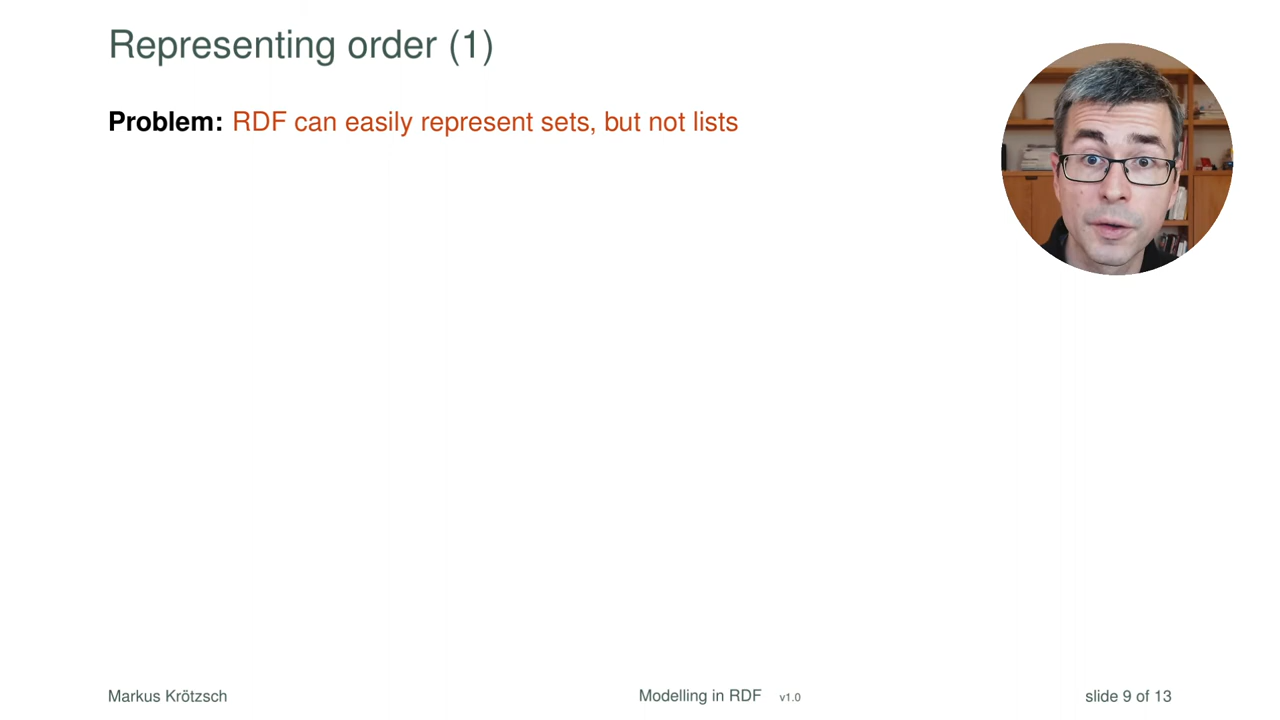 Representing order (1)
Problem: RDF can easily represent sets, but not lists
Markus Krötzsch
Modelling in RDF v1.0
slide 9 of 13